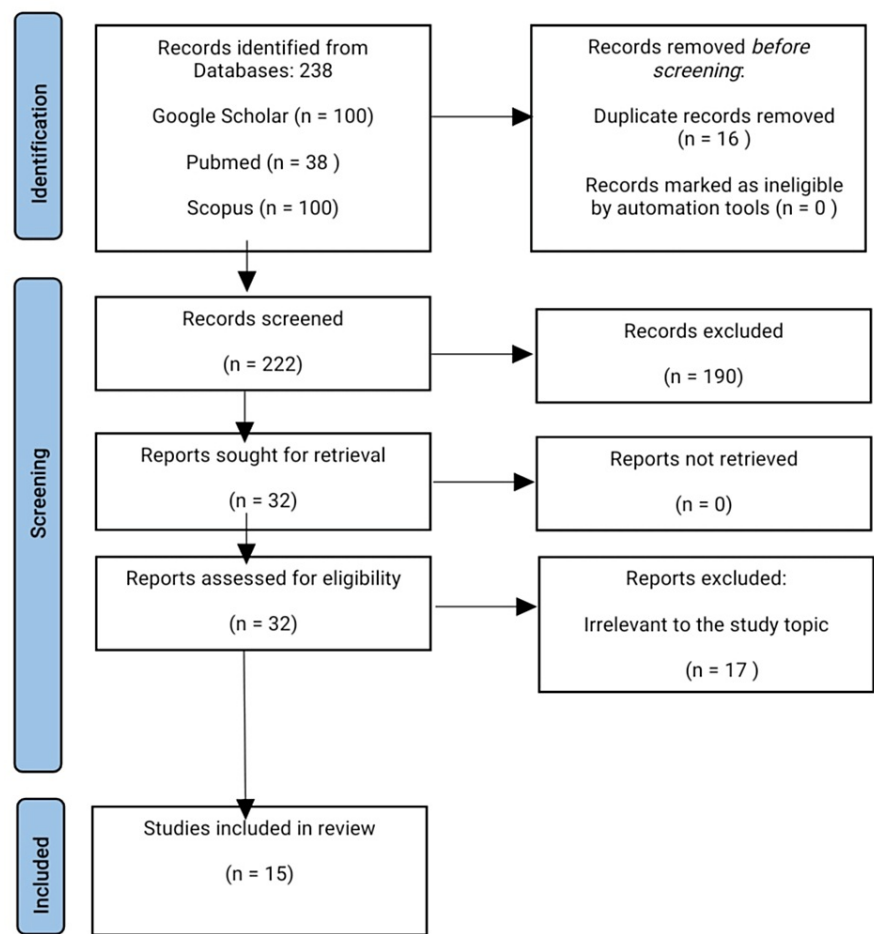 Identification
Records identified from
Databases: 238
Google Scholar (n = 100)
Pubmed (n = 38 )
Scopus (n = 100)
Records removed before
screening:
Duplicate records removed
(n = 16 )
Records marked as ineligible
by automation tools (n = 0 )
Screening
Records screened
(n = 222)
Records excluded
(n = 190)
Reports sought for retrieval
(n = 32)
Reports not retrieved
(n = 0)
Reports assessed for eligibility
(n = 32)
Reports excluded:
Irrelevant to the study topic
(n = 17 )
Included
Studies included in review
(n = 15)